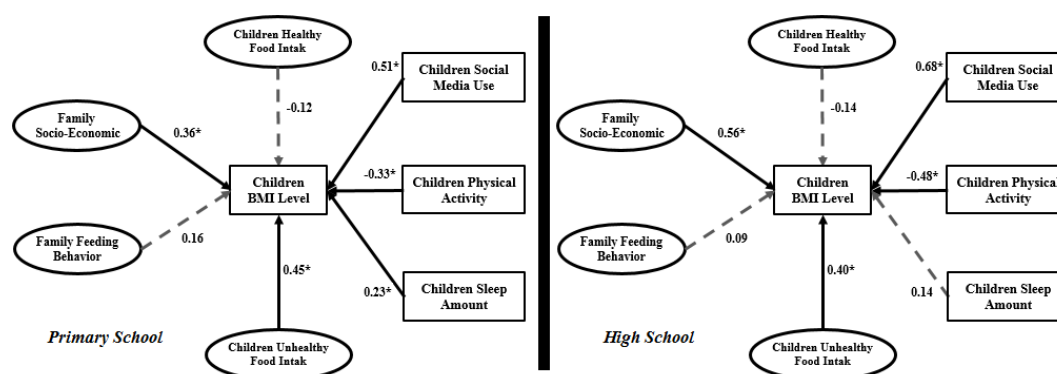 Children Healthy
Food Intak
0.51*
Children Social
Media Use
-0.12
Family
Socio-Economic
0.36*
Children
BMI Level
-0.33*
Children Physical
Activity
Family Feeding
Behavior
0.16
0.45*
0.23*
Children Sleep
Amount
Primary School
Children Unhealthy
Food Intak
Children Healthy
Food Intak
0.68*
Children Social
Media Use
-0.14
Family
Socio-Economic
0.56*
Children
BMI Level
-0.48*
Children Physical
Activity
Family Feeding
Behavior
0.09
0.40*
0.14
Children Sleep
Amount
High School
Children Unhealthy
Food Intak